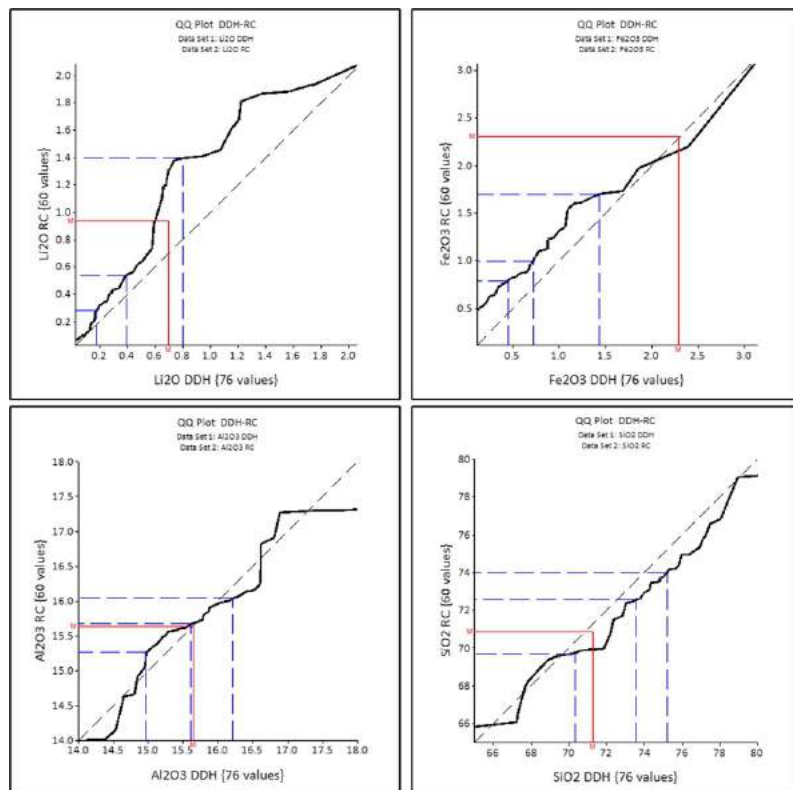 QQ Plot DDH-RC
Data Set 1: Li2O DDH
Data Set 2: Li2O RC
2.0
1.8
1.6
1.4
1.2
1.0
0.8
0.6
0.4
0.2
Li2O RC {60 values}
M
0.2 0.4 0.6 0.8 1.0 1.2 1.4 1.6 1.8 2.0
M
Li2O DDH {76 values}
QQ Plot DDH-RC
Data Set 1: Fe2O3 DDH
Data Set 2: Fe2O3 RC
3.0
2.5
2.0
1.5
1.0
0.5
Fe2O3 RC {60 values}
M
0.5 1.0 1.5 2.0 2.5 3.0
M
Fe2O3 DDH {76 values}
QQ Plot DDH-RC
Data Set 1: Al2O3 DDH
Data Set 2: Al2O3 RC
18.0
17.0
16.0
15.5
15.0
14.0
Al2O3 RC {60 values}
M
14.0 15.0 15.5 16.0 16.5 17.0 18.0
M
Al2O3 DDH {76 values}
QQ Plot DDH-RC
Data Set 1: SiO2 DDH
Data Set 2: SiO2 RC
80
78
76
74
72
70
68
66
SiO2 RC {60 values}
M
66 68 70 72 74 76 78 80
M
SiO2 DDH {76 values}